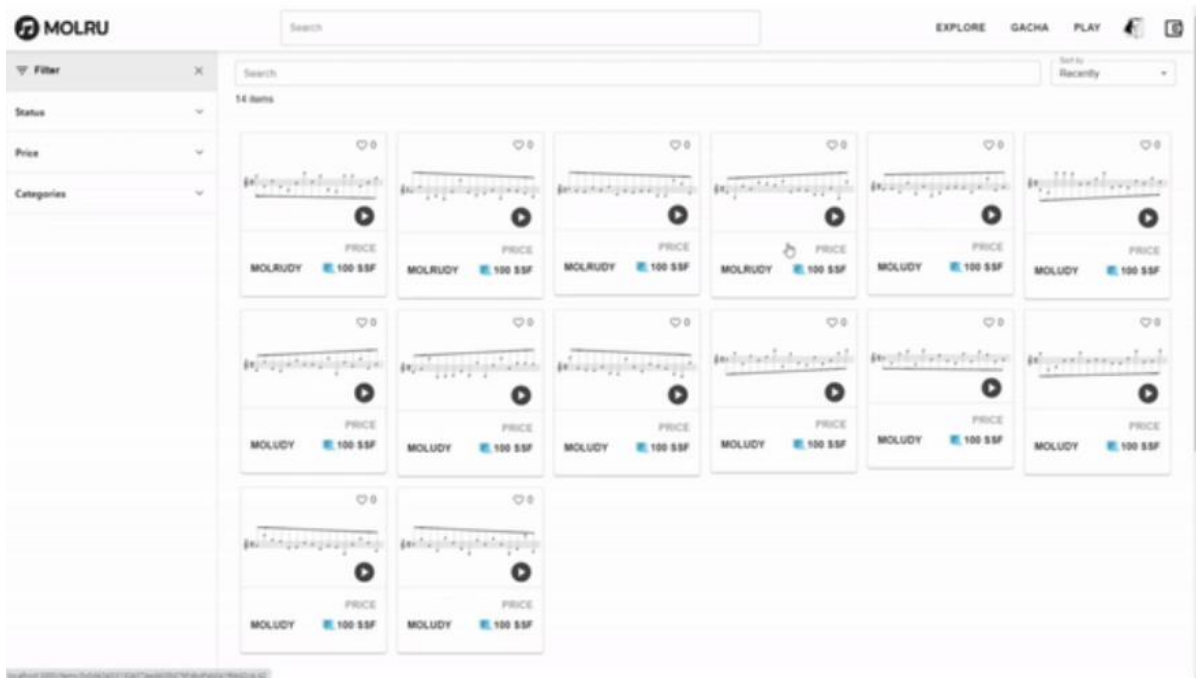 MOLRU
Search
EXPLORE GACHA PLAY
Filter
Search
Sort by
Recently
14 items
Status
Price
Categories
0 0 0 0 0 0
PRICE PRICE PRICE PRICE PRICE PRICE
MOLRUDY 100 SSF MOLRUDY 100 SSF MOLRUDY 100 SSF MOLRUDY 100 SSF MOLUDY 100 SSF MOLUDY 100 SSF
0 0 0 0 0 0
PRICE PRICE PRICE PRICE PRICE PRICE
MOLUDY 100 SSF MOLUDY 100 SSF MOLUDY 100 SSF MOLUDY 100 SSF MOLUDY 100 SSF MOLUDY 100 SSF
0 0
PRICE PRICE
MOLUDY 100 SSF MOLUDY 100 SSF